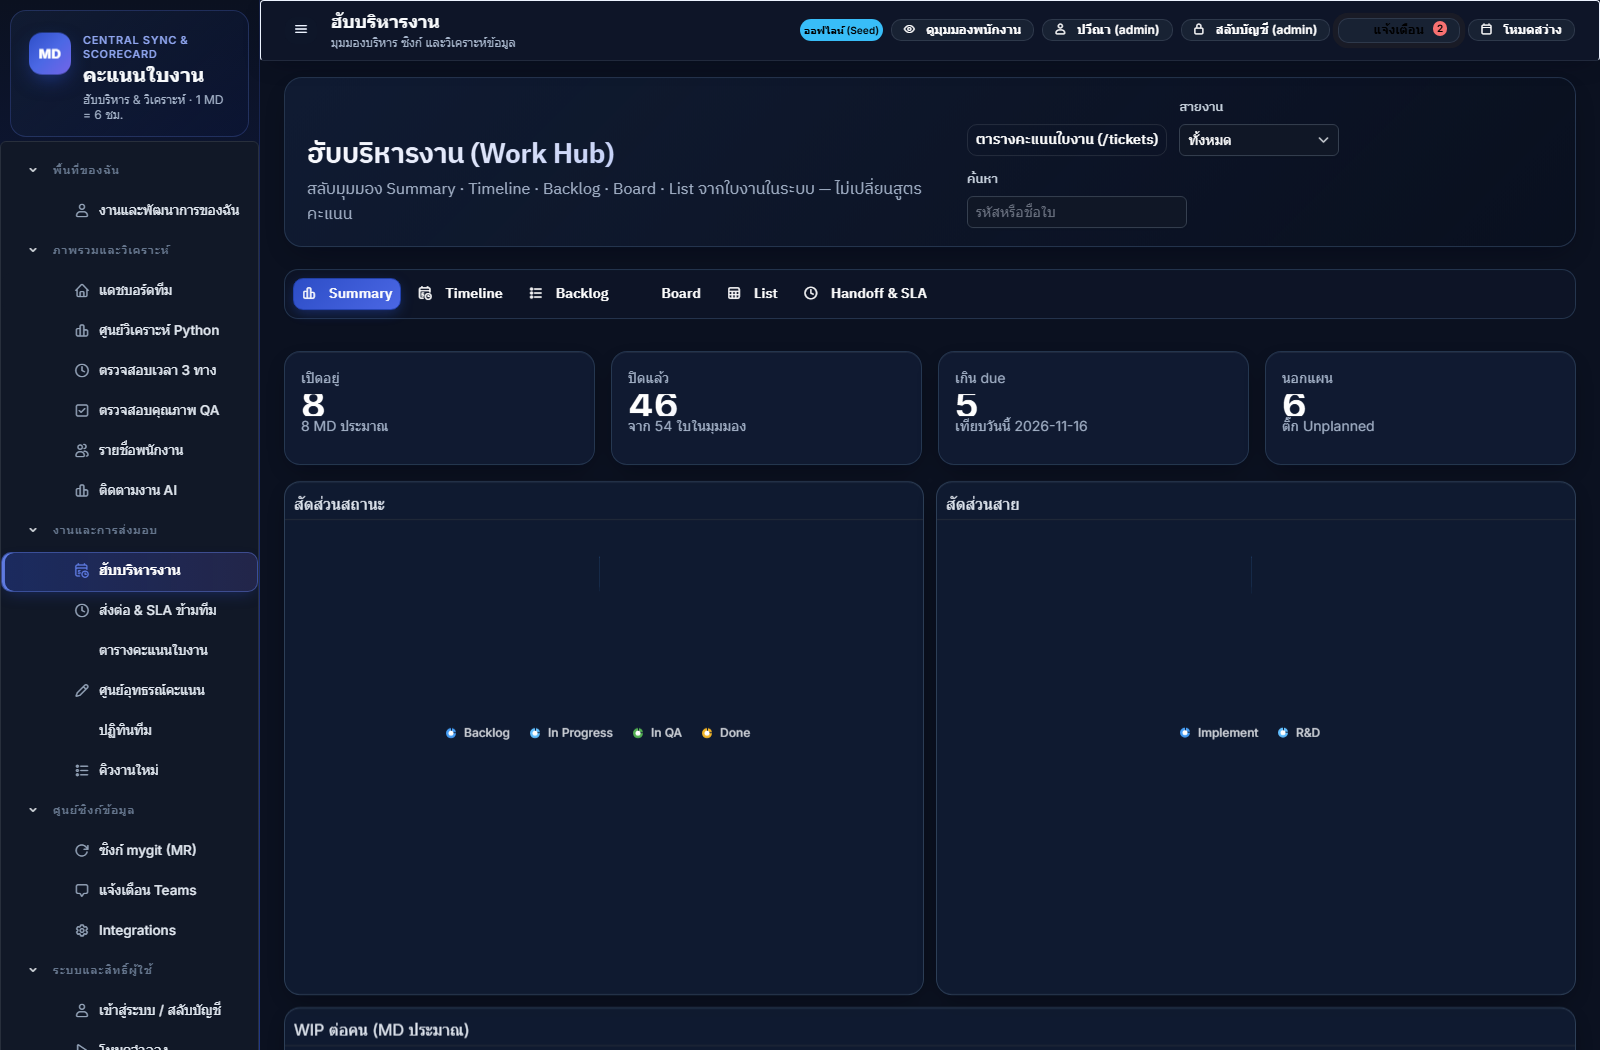 MD
CENTRAL SYNC &
SCORECARD
คะแนนใบงาน
ฮับบริหาร & วิเคราะห์ · 1 MD
= 6 ชม.
พื้นที่ของฉัน
งานและพัฒนาการของฉัน
ภาพรวมและวิเคราะห์
แดชบอร์ดทีม
ศูนย์วิเคราะห์ Python
ตรวจสอบเวลา 3 ทาง
ตรวจสอบคุณภาพ QA
รายชื่อพนักงาน
ติดตามงาน AI
งานและการส่งมอบ
ฮับบริหารงาน
ส่งต่อ & SLA ข้ามทีม
ตารางคะแนนใบงาน
ศูนย์อุทธรณ์คะแนน
ปฏิทินทีม
คิวงานใหม่
ศูนย์ซิงก์ข้อมูล
ซิงก์ mygit (MR)
แจ้งเตือน Teams
Integrations
ระบบและสิทธิ์ผู้ใช้
เข้าสู่ระบบ / สลับบัญชี
โหมดสำรอง
ฮับบริหารงาน
มุมมองบริหาร ซิงก์ และวิเคราะห์ข้อมูล
ออฟไลน์ (Seed)
ดูมุมมองพนักงาน
ปวีณา (admin)
สลับบัญชี (admin)
แจ้งเตือน 2
โหมดสว่าง
ฮับบริหารงาน (Work Hub)
สลับมุมมอง Summary · Timeline · Backlog · Board · List จากใบงานในระบบ — ไม่เปลี่ยนสูตร
คะแนน
ตารางคะแนนใบงาน (/tickets)
สายงาน
ทั้งหมด
ค้นหา
รหัสหรือชื่อใบ
Summary
Timeline
Backlog
Board
List
Handoff & SLA
เปิดอยู่
8
8 MD ประมาณ
ปิดแล้ว
46
จาก 54 ใบในมุมมอง
เกิน due
5
เทียบวันนี้ 2026-11-16
นอกแผน
6
ติ๊ก Unplanned
สัดส่วนสถานะ
Backlog
In Progress
In QA
Done
สัดส่วนสาย
Implement
R&D
WIP ต่อคน (MD ประมาณ)